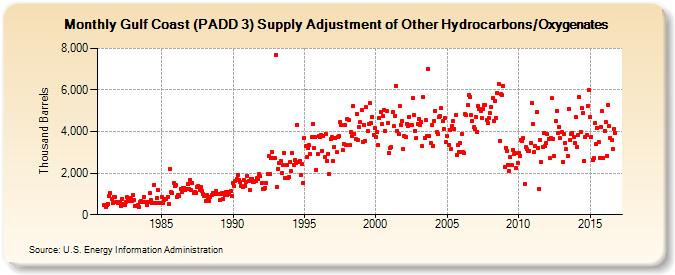 Monthly Gulf Coast (PADD 3) Supply Adjustment of Other Hydrocarbons/Oxygenates
Thousand Barrels
8,000
6,000
4,000
2,000
0
1985 1990 1995 2000 2005 2010 2015
Source: U.S. Energy Information Administration